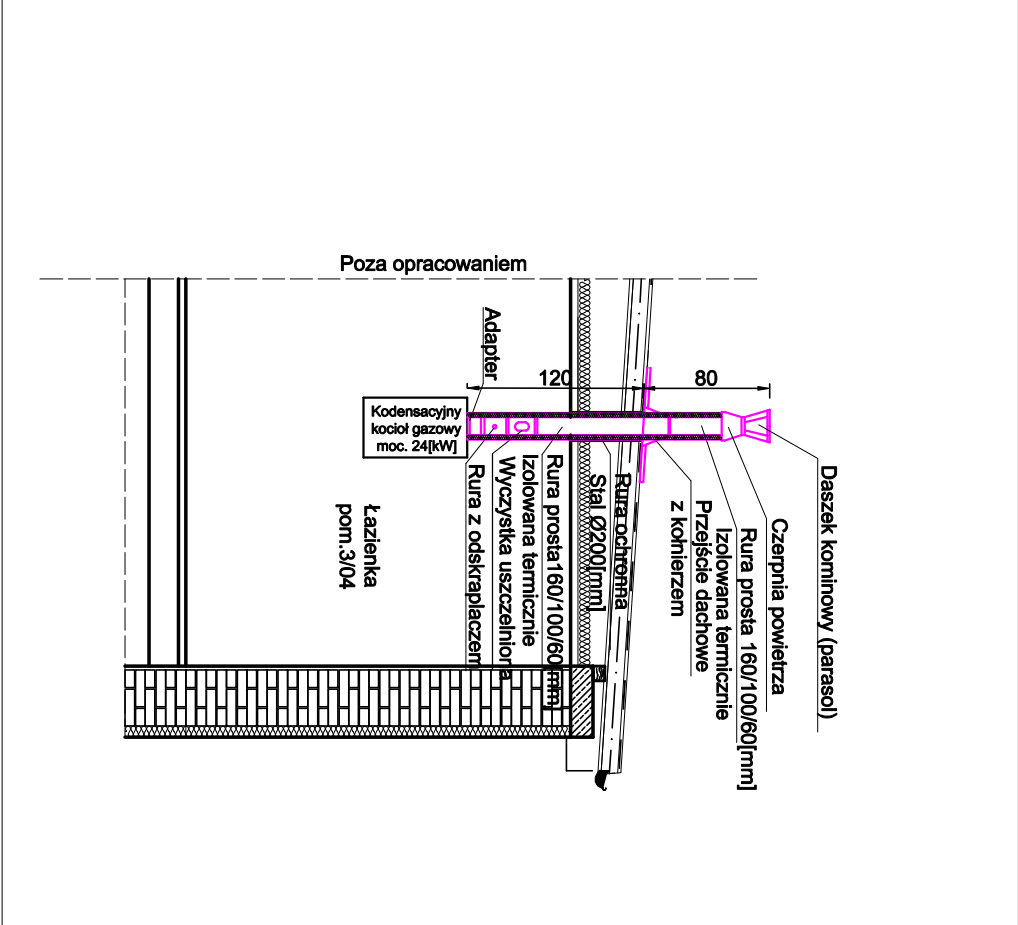 Poza opracowaniem
Adapter
120
80
Kodensacyjny
kocioł gazowy
moc. 24[kW]
Łazienka
pom.3/04
Daszek kominowy (parasol)
Czerpnia powietrza
Rura prosta 160/100/60[mm]
Izolowana termicznie
Przejście dachowe
z kołnierzem
Rura ochronna
Stal Ø200[mm]
Rura prosta160/100/60[mm]
Izolowana termicznie
Wyczystka uszczelniona
Rura z odskraplaczem